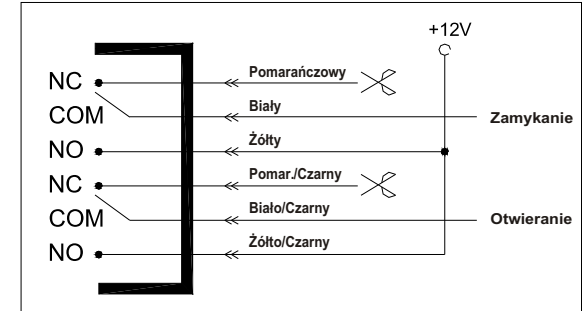 +12V
NC Pomarańczowy
COM Biały Zamykanie
NO Żółty
NC Pomar./Czarny
COM Biało/Czarny Otwieranie
NO Żółto/Czarny